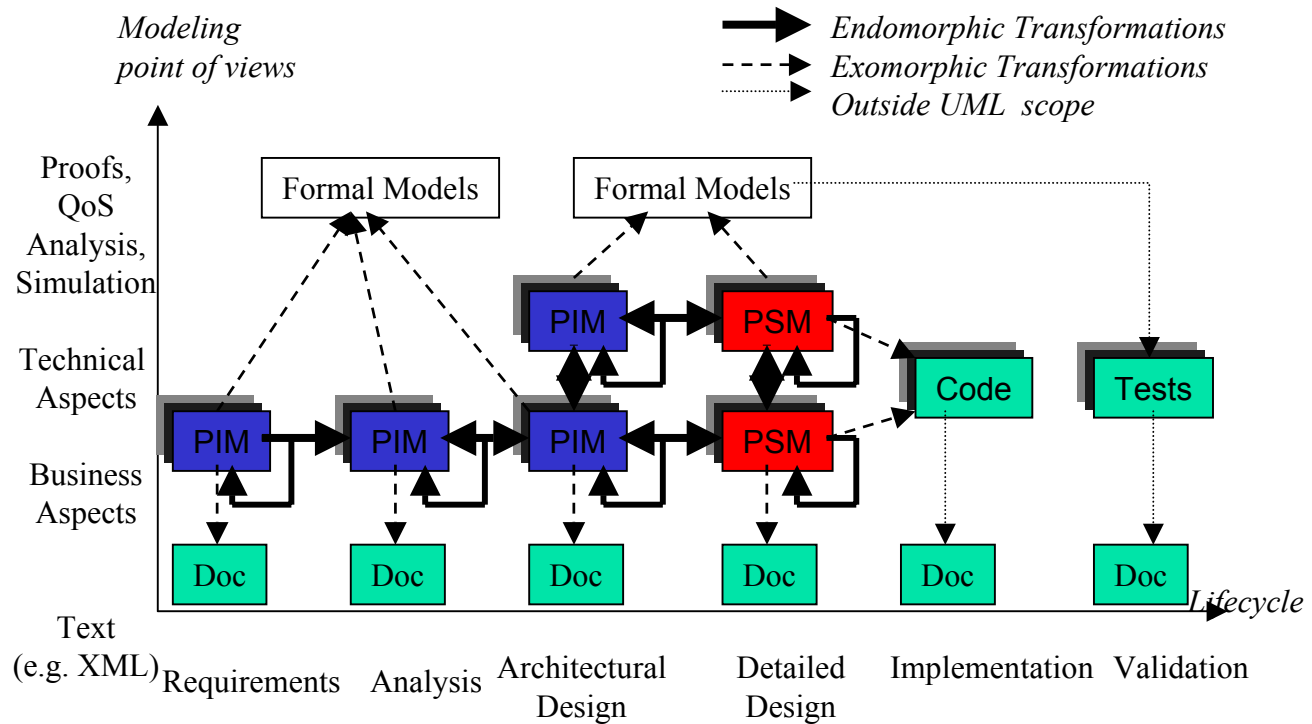 Modeling
point of views
Endomorphic Transformations
Exomorphic Transformations
Outside UML scope
Proofs,
QoS
Analysis,
Simulation
Formal Models
Formal Models
PIM
PSM
Technical
Aspects
Code
Tests
PIM
PIM
PIM
PSM
Business
Aspects
Doc
Doc
Doc
Doc
Doc
Doc
Lifecycle
Text
(e.g. XML)
Requirements
Analysis
Architectural
Design
Detailed
Design
Implementation
Validation